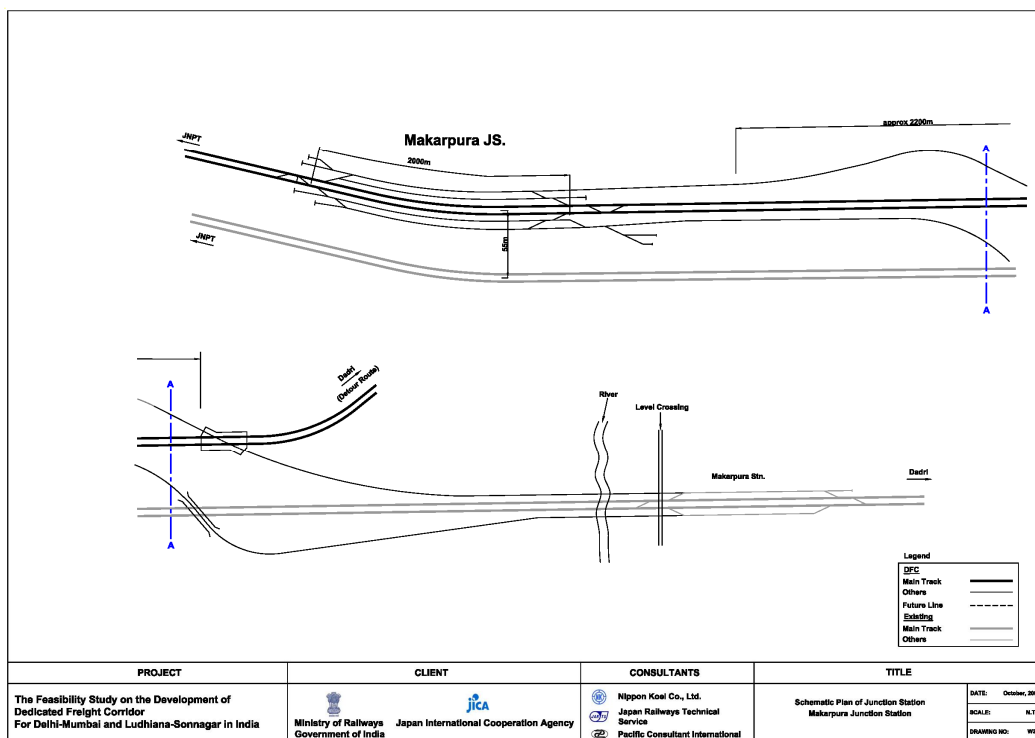 approx 2200m
JNPT
Makarpura JS.
2000m
55m
JNPT
A
A
Dadri
(Detour Route)
A
A
River
Level Crossing
Makarpura Stn.
Dadri
Legend
DFC
Main Track
Others
Future Line
Existing
Main Track
Others
PROJECT
CLIENT
CONSULTANTS
TITLE
The Feasibility Study on the Development of
Dedicated Freight Corridor
For Delhi-Mumbai and Ludhiana-Sonnagar in India
Ministry of Railways
Government of India
JICA
Japan International Cooperation Agency
Nippon Koei Co., Ltd.
Japan Railways Technical
Service
Pacific Consultant International
Schematic Plan of Junction Station
Makarpura Junction Station
DATE: October,
SCALE: N.T
DRAWING NO: